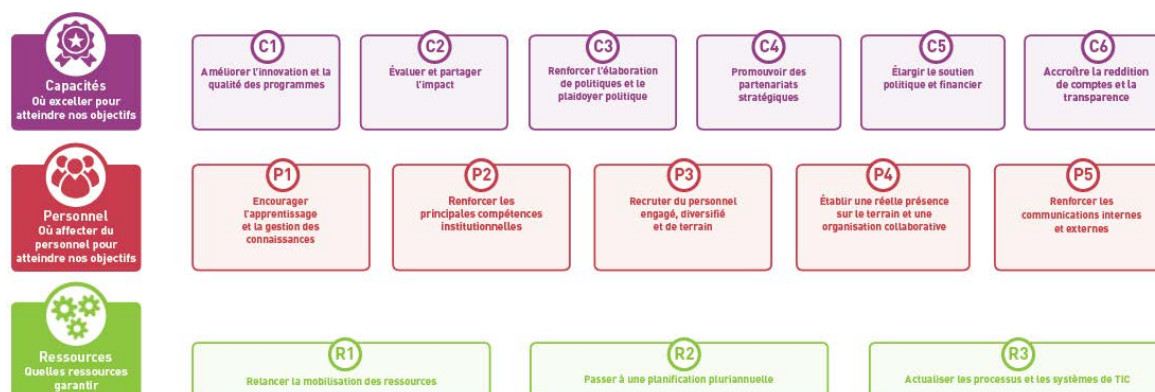 Capacités
Où exceller pour
atteindre nos objectifs
C1
Améliorer l'innovation et la
qualité des programmes
C2
Évaluer et partager
l'impact
C3
Renforcer l'élaboration
de politiques et le
plaidoyer politique
C4
Promouvoir des
partenariats
stratégiques
C5
Élargir le soutien
politique et financier
C6
Accroître la reddition
de comptes et la
transparence
Personnel
Où affecter du
personnel pour
atteindre nos objectifs
P1
Encourager
l'apprentissage
et la gestion des
connaissances
P2
Renforcer les
principales compétences
institutionnelles
P3
Recruter du personnel
engagé, diversifié
et de terrain
P4
Établir une réelle présence
sur le terrain et une
organisation collaborative
P5
Renforcer les
communications internes
et externes
Ressources
Quelles ressources
garantir
R1
Relancer la mobilisation des ressources
R2
Passer à une planification pluriannuelle
R3
Actualiser les processus et les systèmes de TIC